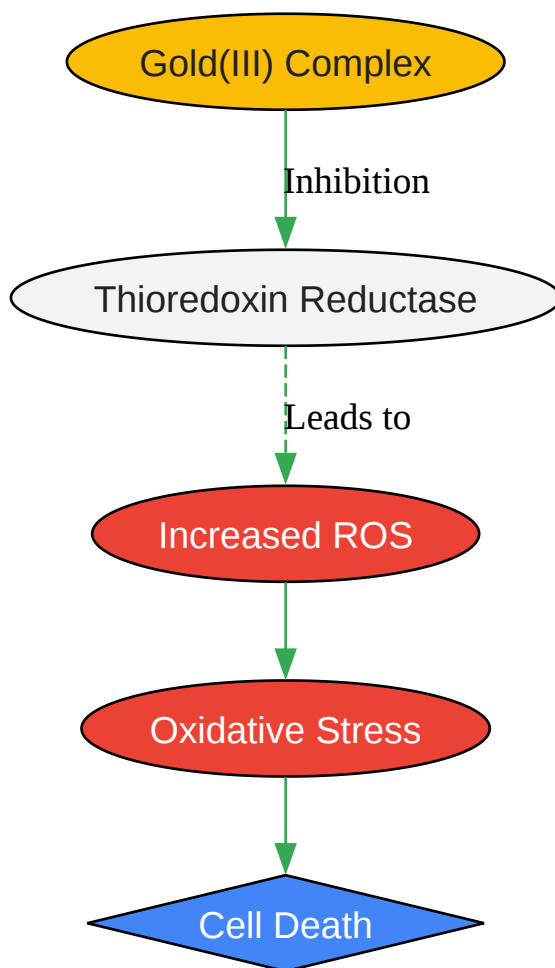 Gold(III) Complex
Inhibition
Thioredoxin Reductase
Leads to
Increased ROS
Oxidative Stress
Cell Death